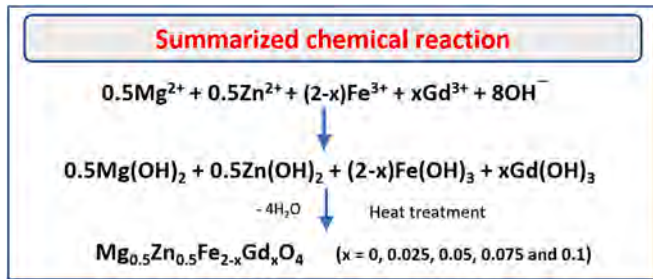 Summarized chemical reaction
0.5Mg²⁺ + 0.5Zn²⁺ + (2-x)Fe³⁺ + xGd³⁺ + 8OH⁻
0.5Mg(OH)₂ + 0.5Zn(OH)₂ + (2-x)Fe(OH)₃ + xGd(OH)₃
- 4H₂O Heat treatment
Mg₀.₅Zn₀.₅Fe₂₋ₓGdₓO₄ (x = 0, 0.025, 0.05, 0.075 and 0.1)